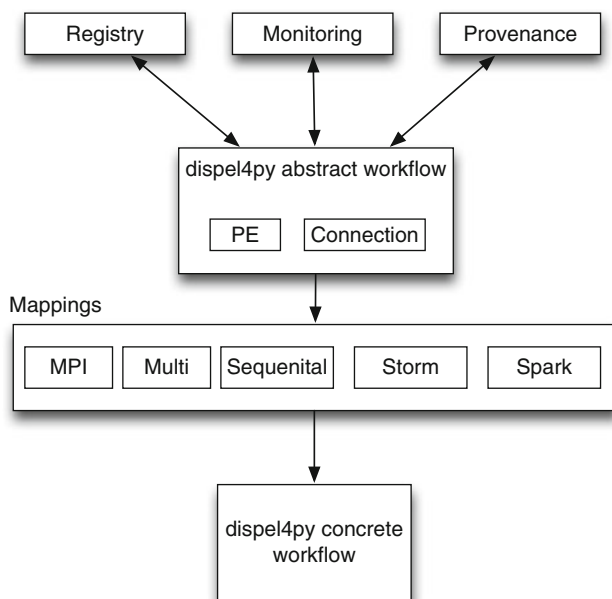 Registry
Monitoring
Provenance
dispel4py abstract workflow
PE
Connection
Mappings
MPI
Multi
Sequenital
Storm
Spark
dispel4py concrete
workflow